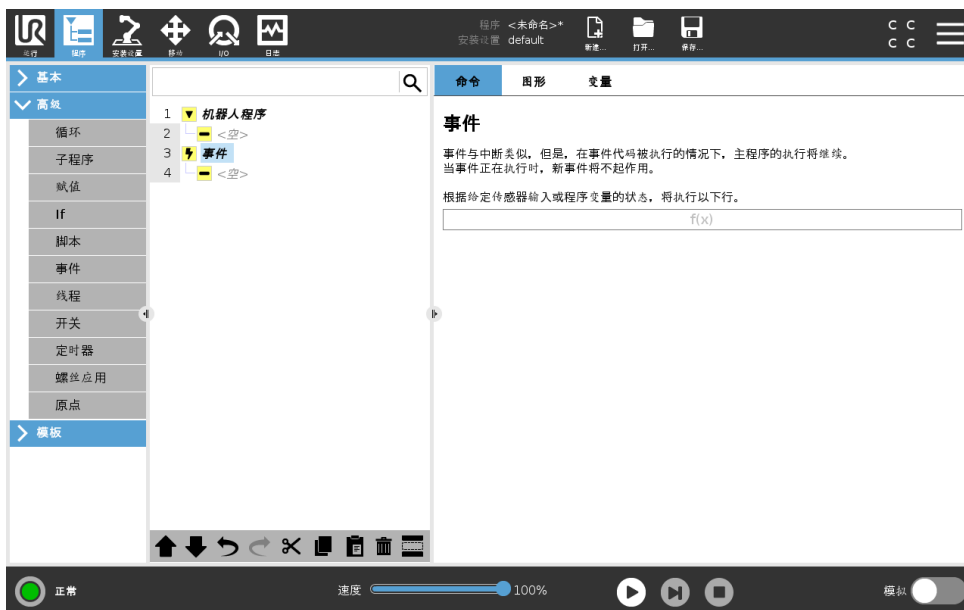 UR
运行
程序
安装设置
移动
I/O
日志
程序 <未命名>*
安装设置 default
新建...
打开...
保存...
C C
C C
基本
高级
循环
子程序
赋值
If
脚本
事件
线程
开关
定时器
螺丝应用
原点
模板
1 机器人程序
2 <空>
3 事件
4 <空>
命令 图形 变量
事件
事件与中断类似，但是，在事件代码被执行的情况下，主程序的执行将继续。
当事件正在执行时，新事件将不起作用。
根据给定传感器输入或程序变量的状态，将执行以下行。
f(x)
正常
速度 100%
模拟